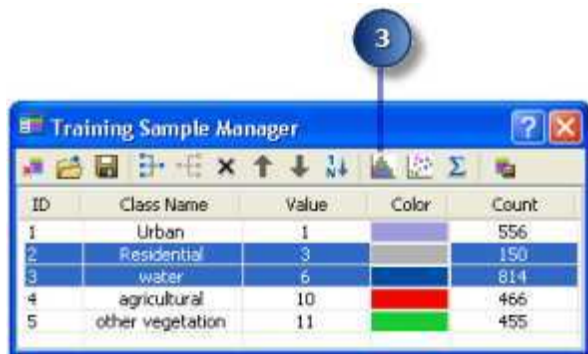 3
Training Sample Manager
ID Class Name Value Color Count
1 Urban 1 556
2 Residential 3 150
3 water 6 814
4 agricultural 10 466
5 other vegetation 11 455